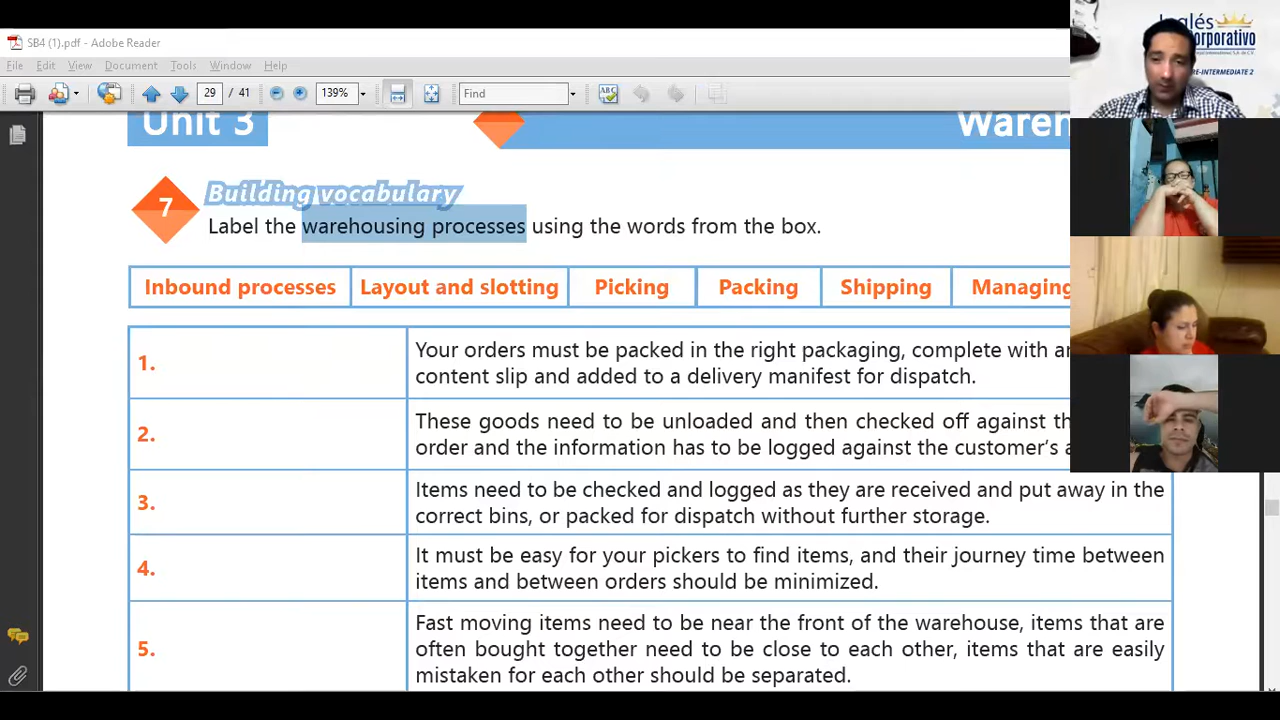 SB4 (1).pdf - Adobe Reader
File Edit View Document Tools Window Help
29 / 41 139% Find
Inglés
Corporativo
RE-INTERMEDIATE 2
Unit 3
7
Building vocabulary
Label the warehousing processes using the words from the box.
Inbound processes Layout and slotting Picking Packing Shipping Managing
1. Your orders must be packed in the right packaging, complete with
content slip and added to a delivery manifest for dispatch.
2. These goods need to be unloaded and then checked off against
order and the information has to be logged against the customer's
3. Items need to be checked and logged as they are received and put away in the
correct bins, or packed for dispatch without further storage.
4. It must be easy for your pickers to find items, and their journey time between
items and between orders should be minimized.
5. Fast moving items need to be near the front of the warehouse, items that are
often bought together need to be close to each other, items that are easily
mistaken for each other should be separated.